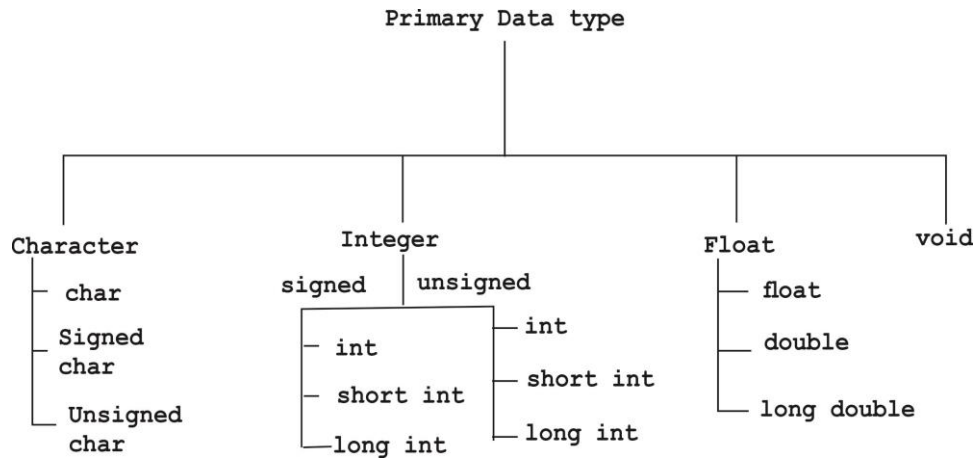 Primary Data type
Character
char
Signed
char
Unsigned
char
Integer
signed
int
short int
long int
unsigned
int
short int
long int
Float
float
double
long double
void